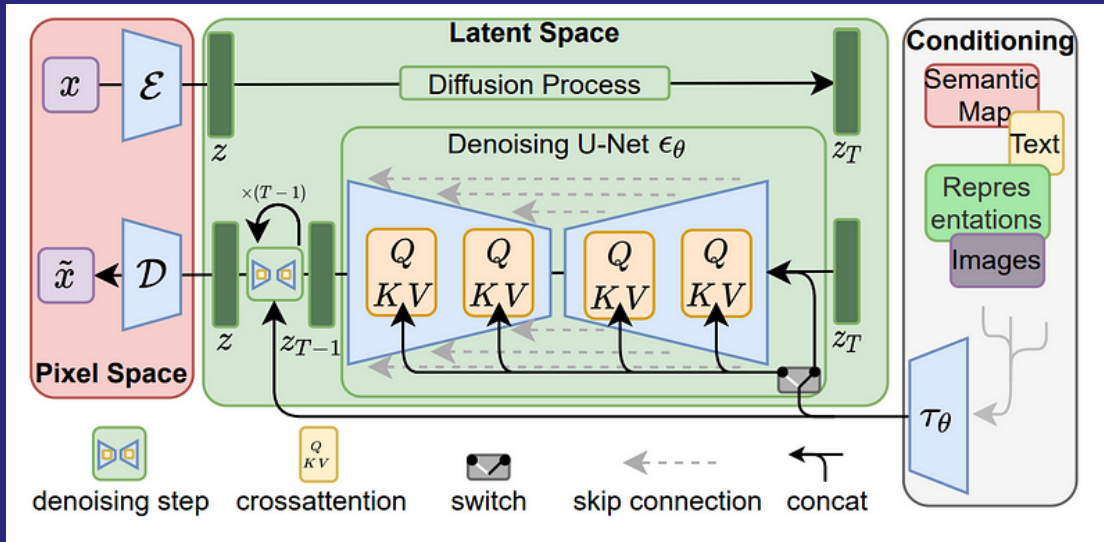 Latent Space
Conditioning
x
ℰ
z
Diffusion Process
z_T
Semantic
Map
Text
Repres
entations
Images
Denoising U-Net ϵ_θ
×(T−1)
x̃
D
z
z_{T−1}
Q
KV
Q
KV
Q
KV
Q
KV
z_T
Pixel Space
τ_θ
Q
KV
denoising step
crossattention
switch
skip connection
concat